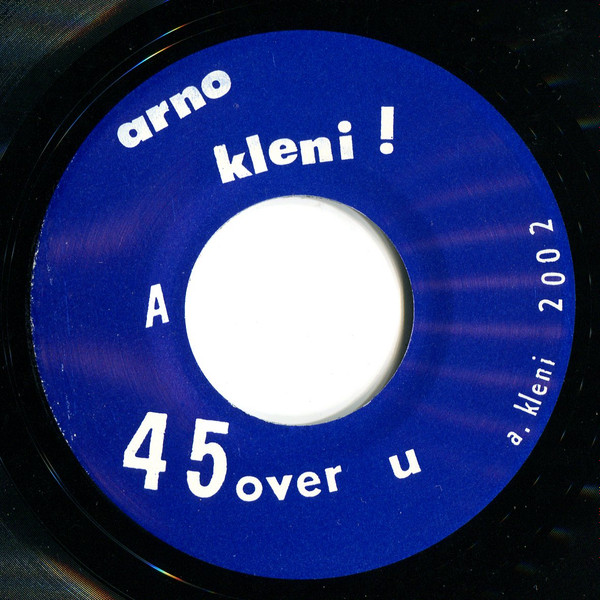 arno
kleni !
A
45 over u
a. kleni 2002